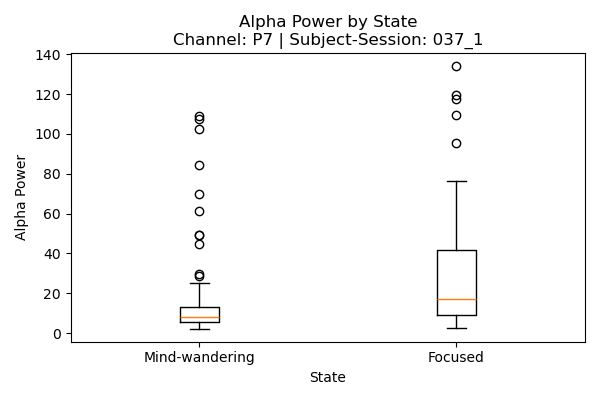 Alpha Power by State
Channel: P7 | Subject-Session: 037_1
Alpha Power
140
120
100
80
60
40
20
0
Mind-wandering
Focused
State